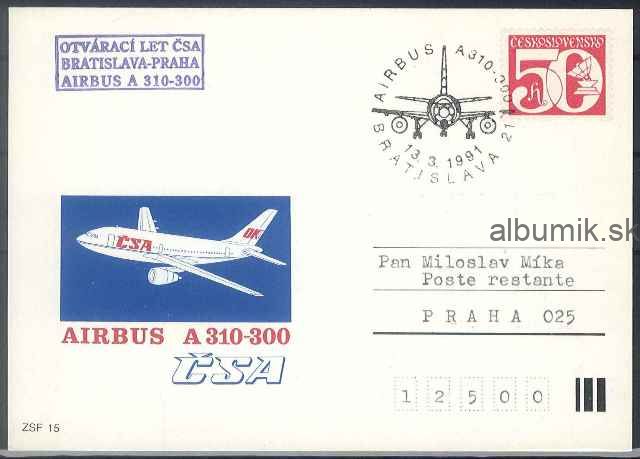 OTVÁRACÍ LET ČSA
BRATISLAVA-PRAHA
AIRBUS A 310-300
AIRBUS A310-300
13.3.1991
BRATISLAVA 21
ČESKOSLOVENSKO
50 h
ČSA
OK
albumik.sk
AIRBUS A 310-300
ČSA
Pan Miloslav Míka
Poste restante
PRAHA 025
12500
ZSF 15